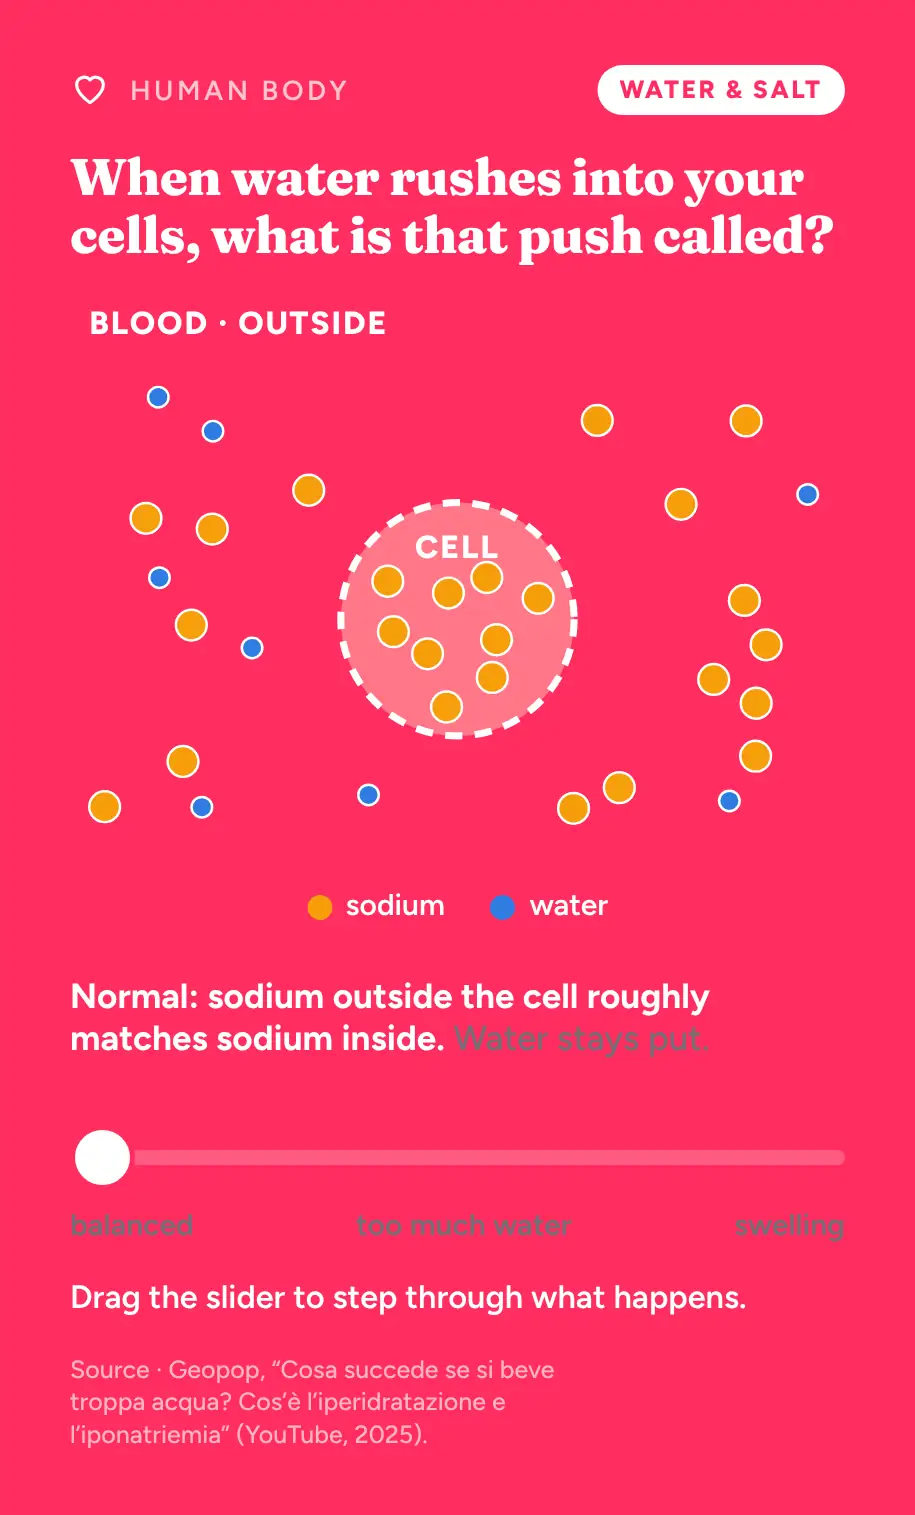 HUMAN BODY
WATER & SALT
When water rushes into your
cells, what is that push called?
BLOOD · OUTSIDE
CELL
sodium
water
Normal: sodium outside the cell roughly
matches sodium inside. Water stays put.
balanced
too much water
swelling
Drag the slider to step through what happens.
Source · Geopop, “Cosa succede se si beve
troppa acqua? Cos’è l’iperidratazione e
l’iponatriemia” (YouTube, 2025).